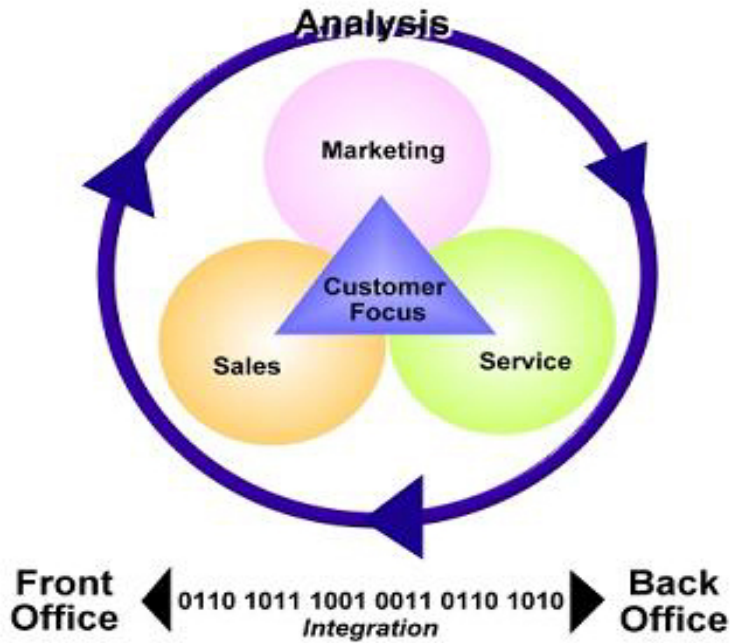 Analysis
Marketing
Customer
Focus
Sales
Service
Front
Office
0110 1011 1001 0011 0110 1010
Integration
Back
Office